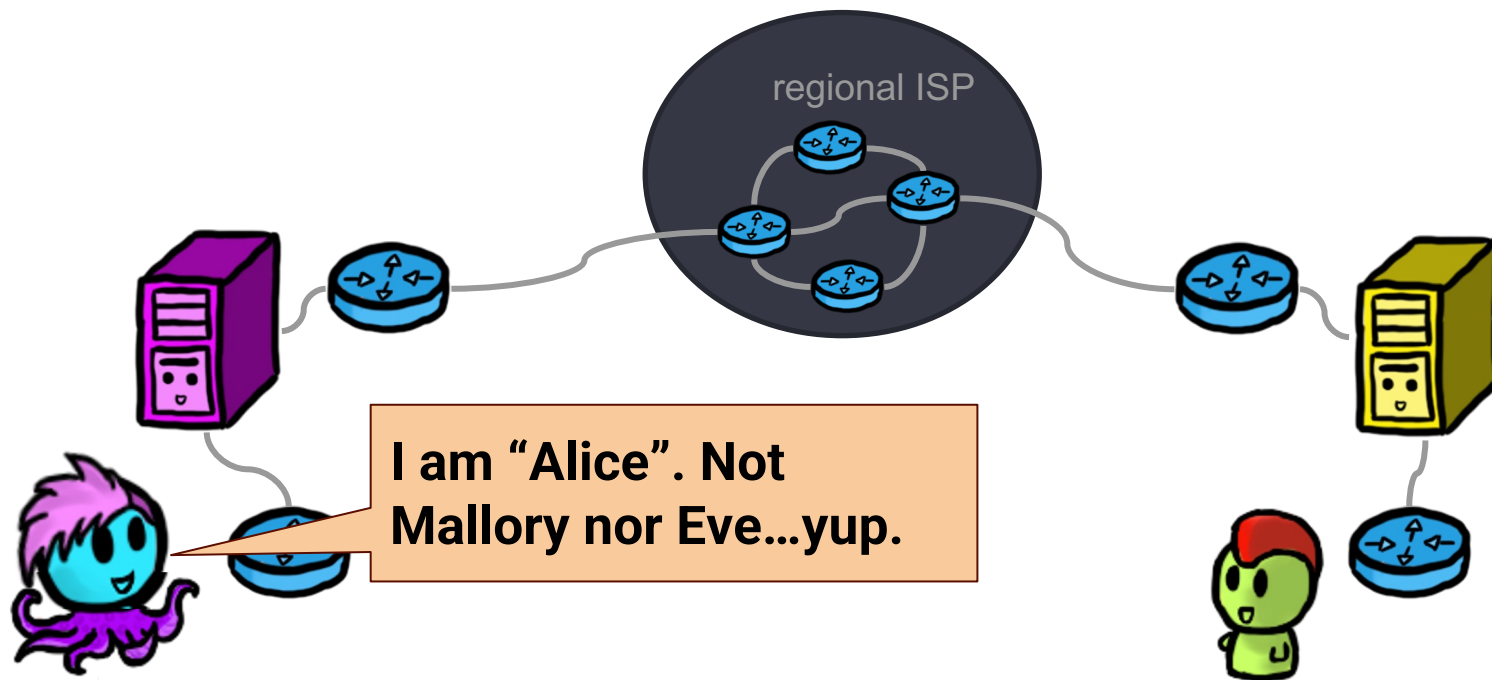 regional ISP
I am “Alice”. Not
Mallory nor Eve…yup.